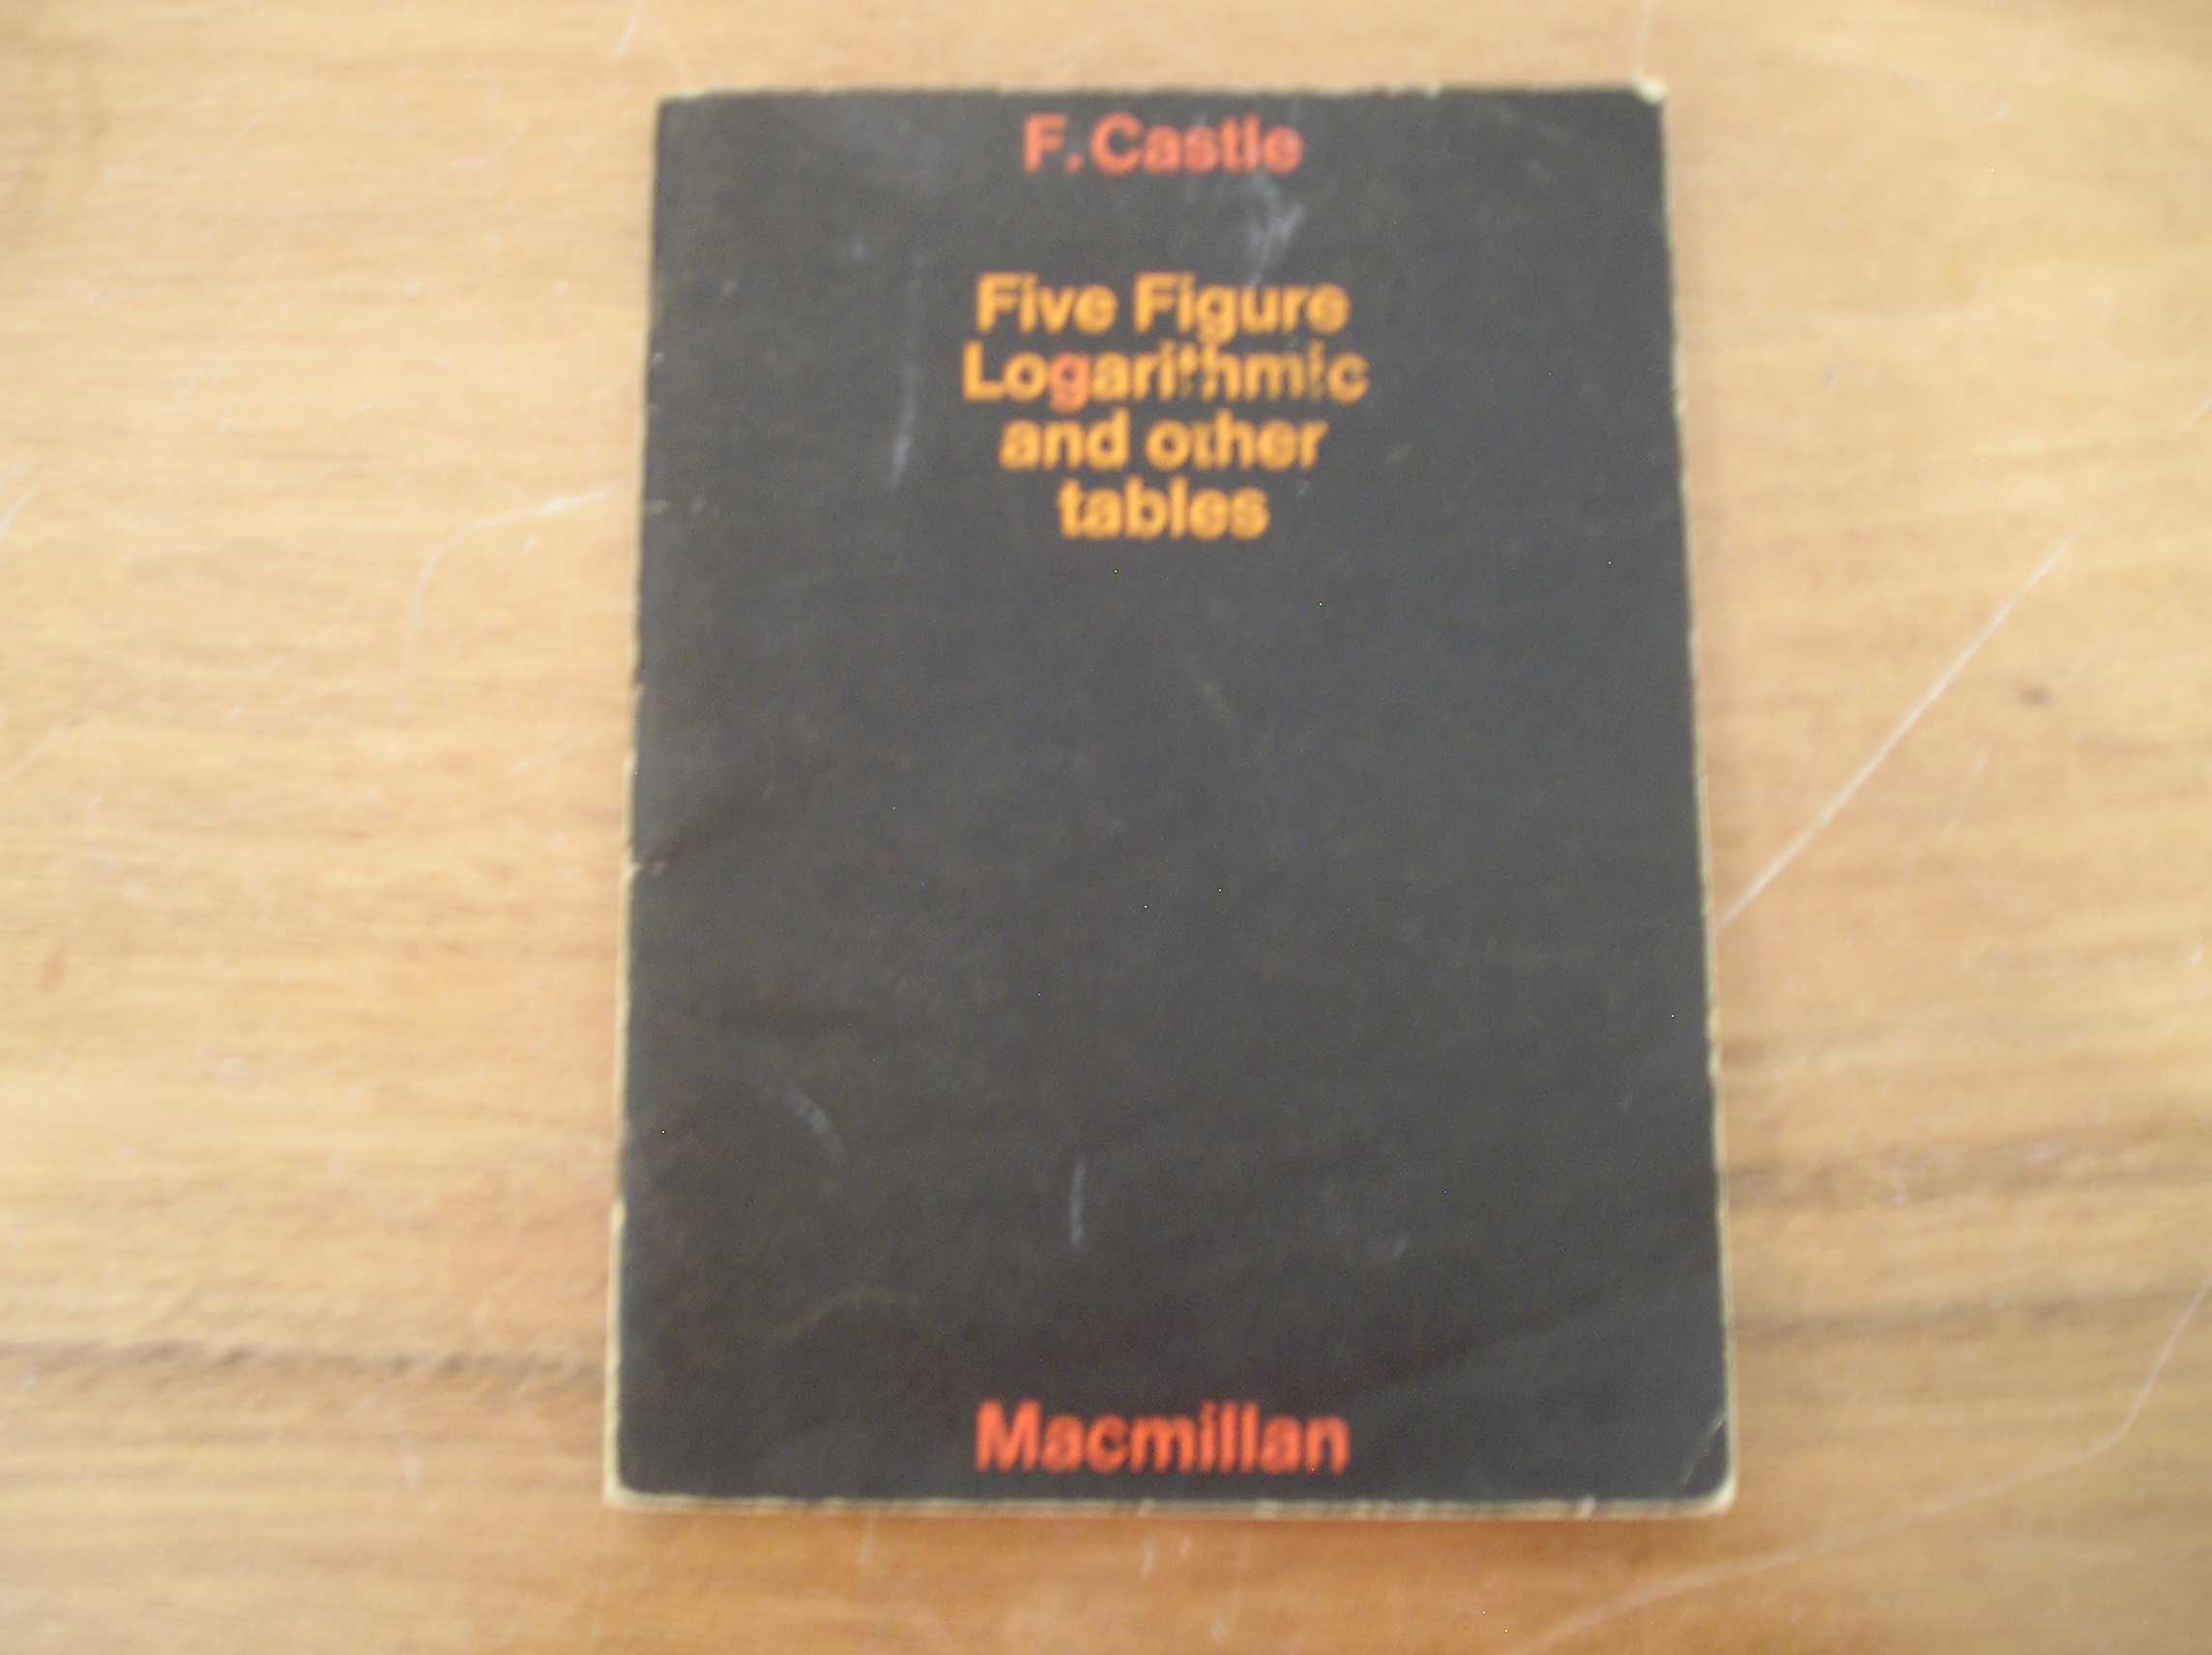 F. Castle
Five Figure
Logarithmic
and other
tables
Macmillan